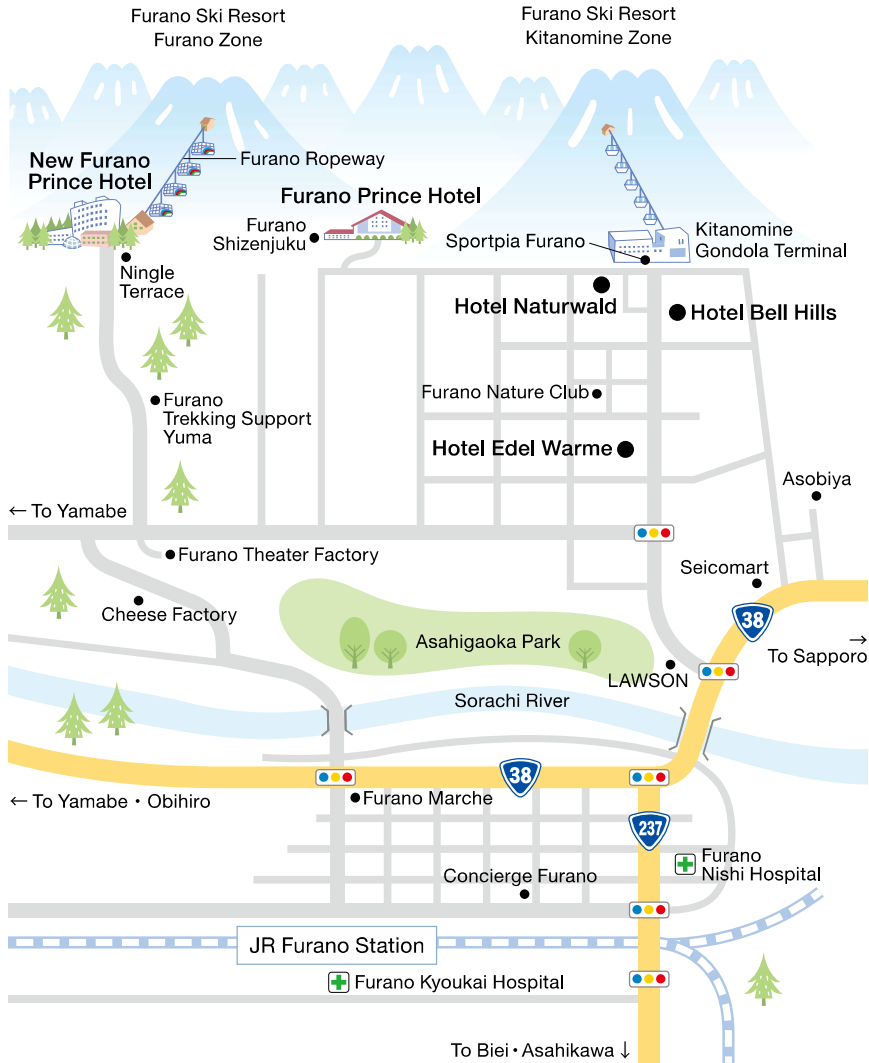 Furano Ski Resort
Furano Zone
Furano Ski Resort
Kitanomine Zone
New Furano
Prince Hotel
Furano Ropeway
Furano Prince Hotel
Furano
Shizenjuku
Sportpia Furano
Kitanomine
Gondola Terminal
Ningle
Terrace
Hotel Naturwald
Hotel Bell Hills
Furano Nature Club
Furano
Trekking Support
Yuma
Hotel Edel Warme
Asobiya
← To Yamabe
Furano Theater Factory
Seicomart
Cheese Factory
38
Asahigaoka Park
→
To Sapporo
LAWSON
Sorachi River
38
← To Yamabe・Obihiro
Furano Marche
237
Furano
Nishi Hospital
Concierge Furano
JR Furano Station
Furano Kyoukai Hospital
To Biei・Asahikawa ↓